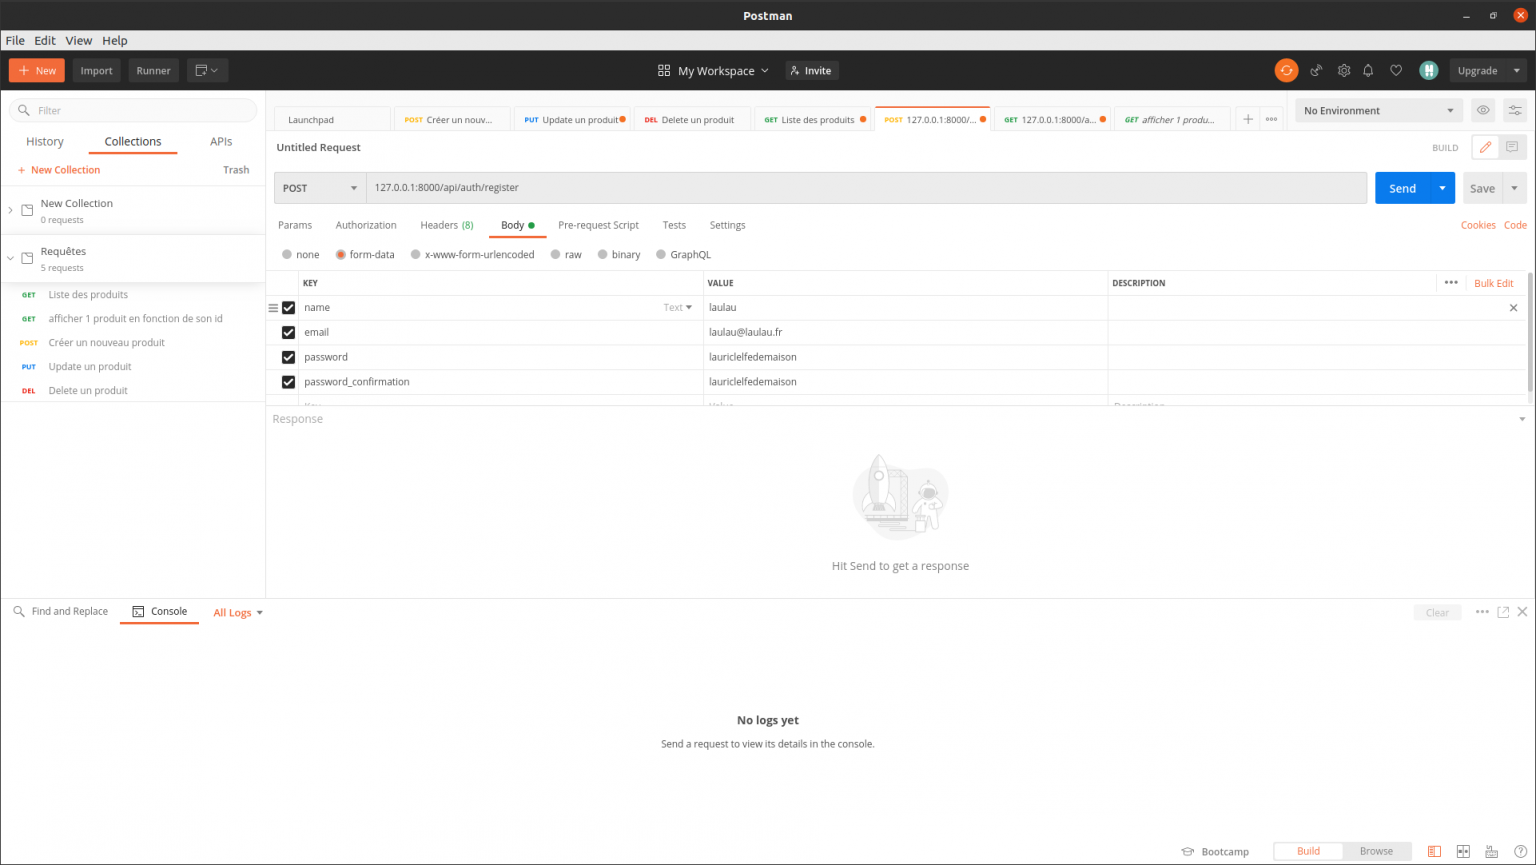 Postman
File Edit View Help
+ New Import Runner My Workspace Invite Upgrade
Filter
History Collections APIs
+ New Collection Trash
New Collection
0 requests
Requêtes
5 requests
GET Liste des produits
GET afficher 1 produit en fonction de son id
POST Créer un nouveau produit
PUT Update un produit
DEL Delete un produit
Launchpad POST Créer un nouv... PUT Update un produit DEL Delete un produit GET Liste des produits POST 127.0.0.1:8000/... GET 127.0.0.1:8000/a... GET afficher 1 produ... + ••• No Environment
Untitled Request BUILD
POST 127.0.0.1:8000/api/auth/register Send Save
Params Authorization Headers (8) Body Pre-request Script Tests Settings Cookies Code
none form-data x-www-form-urlencoded raw binary GraphQL
KEY VALUE DESCRIPTION ••• Bulk Edit
name Text laulau
email laulau@laulau.fr
password lauriclelfedemaison
password_confirmation lauriclelfedemaison
Key Value Description
Response
Hit Send to get a response
Find and Replace Console All Logs Clear •••
No logs yet
Send a request to view its details in the console.
Bootcamp Build Browse